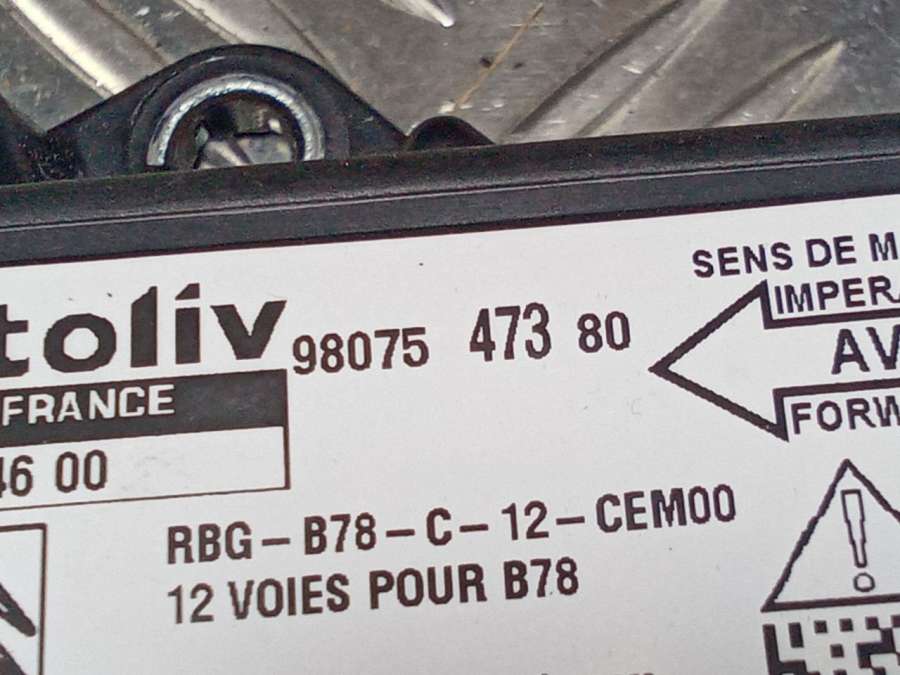 toliv 98075 473 80
FRANCE
46 00
SENS DE M
IMPERA
AV
FORW
RBG-B78-C-12-CEM00
12 VOIES POUR B78